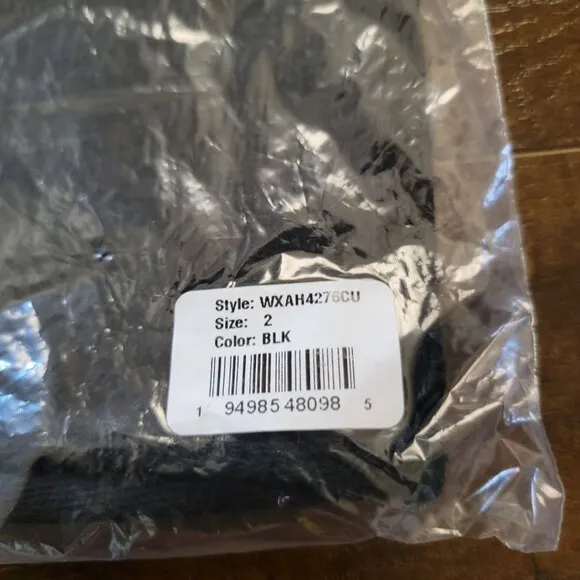 Style: WXAH4276CU
Size: 2
Color: BLK
1 94985 48098 5